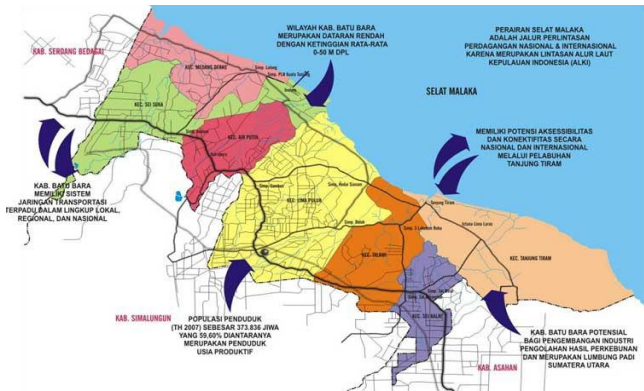 WILAYAH KAB. BATU BARA
MERUPAKAN DATARAN RENDAH
DENGAN KETINGGIAN RATA-RATA
0-50 M DPL
PERAIRAN SELAT MALAKA
ADALAH JALUR PERLINTASAN
PERDAGANGAN NASIONAL & INTERNATIONAL
KARENA MERUPAKAN LINTASAN ALUR LAUT
KEPULAUAN INDONESIA (ALKI)
KAB. SERDANG BEDAGAI
KEC. MEDANG DERAS
SELAT MALAKA
KEC. SEI SUKA
KEC. AIR PUTIH
MEMILIKI POTENSI AKSESSIBILITAS
DAN KONEKTIFITAS SECARA
NASIONAL DAN INTERNATIONAL
MELALUI PELABUHAN
TANJUNG TIRAM
KAB. BATU BARA
MEMILIKI SISTEM
JARINGAN TRANSPORTASI
TERPADU DALAM LINGKUP LOKAL,
REGIONAL, DAN NASIONAL
KEC. LIMA PULUH
KEC. TANJUNG TIRAM
KEC. TALAWI
KEC. SEI BALAI
POPULASI PENDUDUK
(TH 2007) SEBESAR 373.836 JIWA
YANG 59,60% DIANTARANYA
MERUPAKAN PENDUDUK
USIA PRODUKTIF
KAB. SIMALUNGUN
KAB. BATU BARA POTENSIAL
BAGI PENGEMBANGAN INDUSTRI
PENGOLAHAN HASIL PERKEBUNAN
DAN MERUPAKAN LUMBUNG PADI
SUMATERA UTARA
KAB. ASAHAN